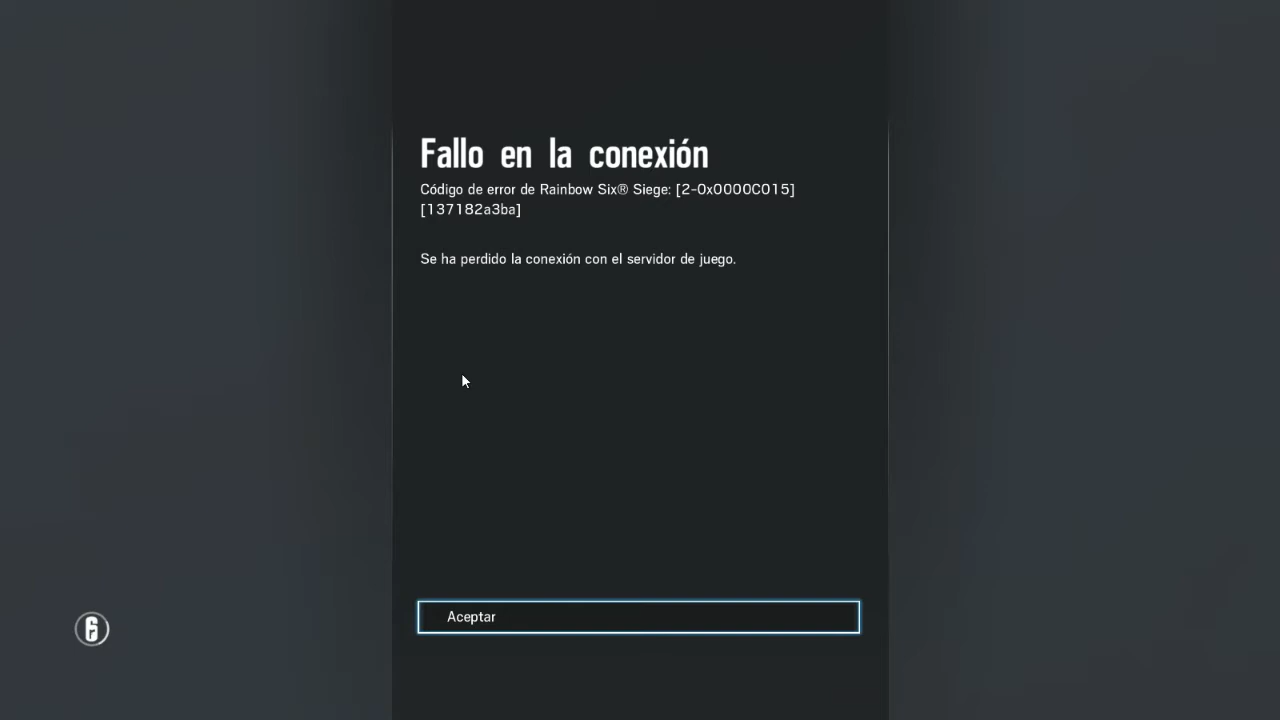 Fallo en la conexión
Código de error de Rainbow Six® Siege: [2-0x0000C015]
[137182a3ba]
Se ha perdido la conexión con el servidor de juego.
Aceptar
6